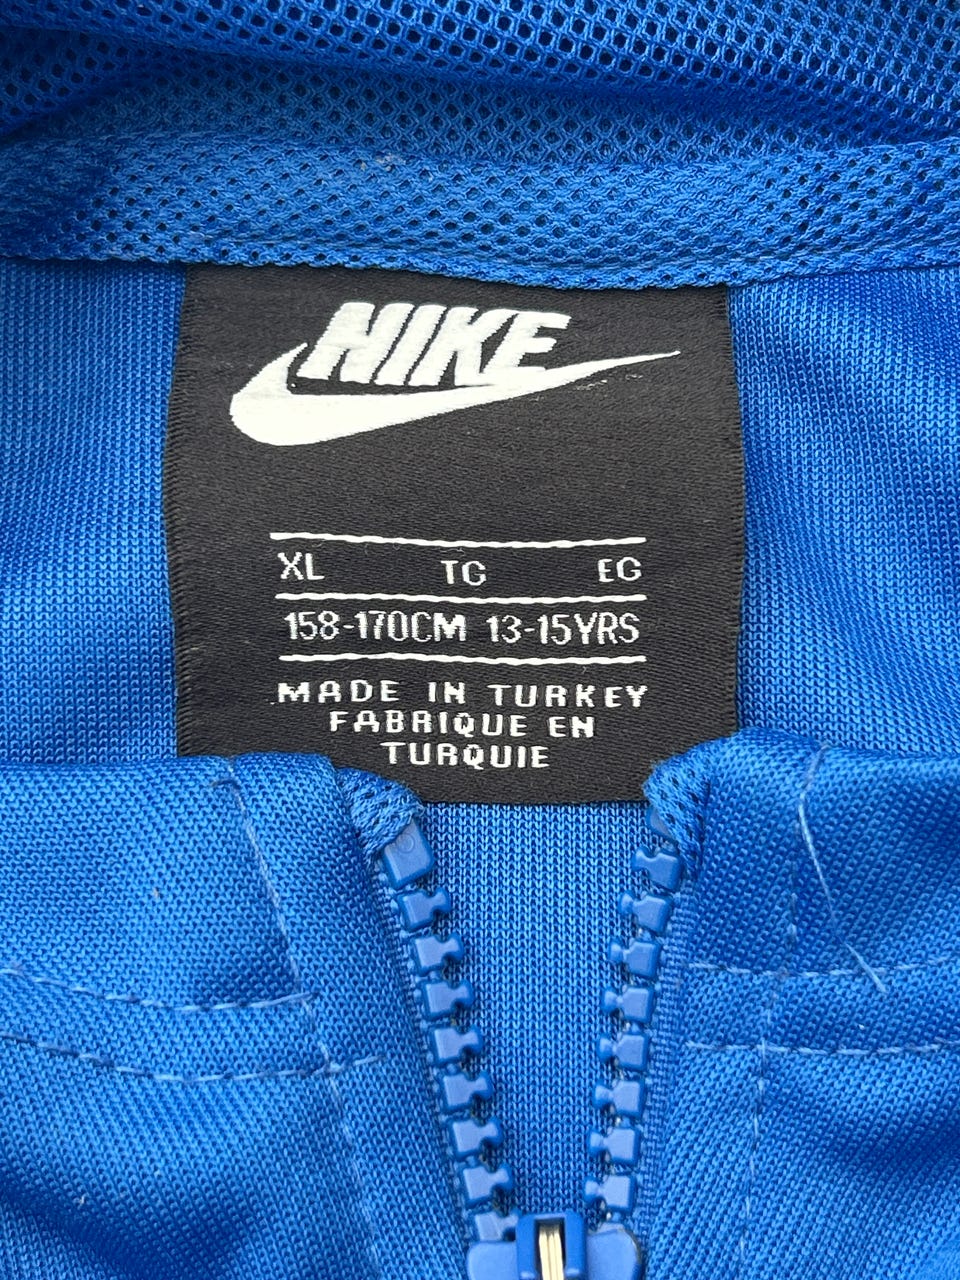 NIKE
XL TG EG
158-170CM 13-15YRS
MADE IN TURKEY
FABRIQUE EN
TURQUIE